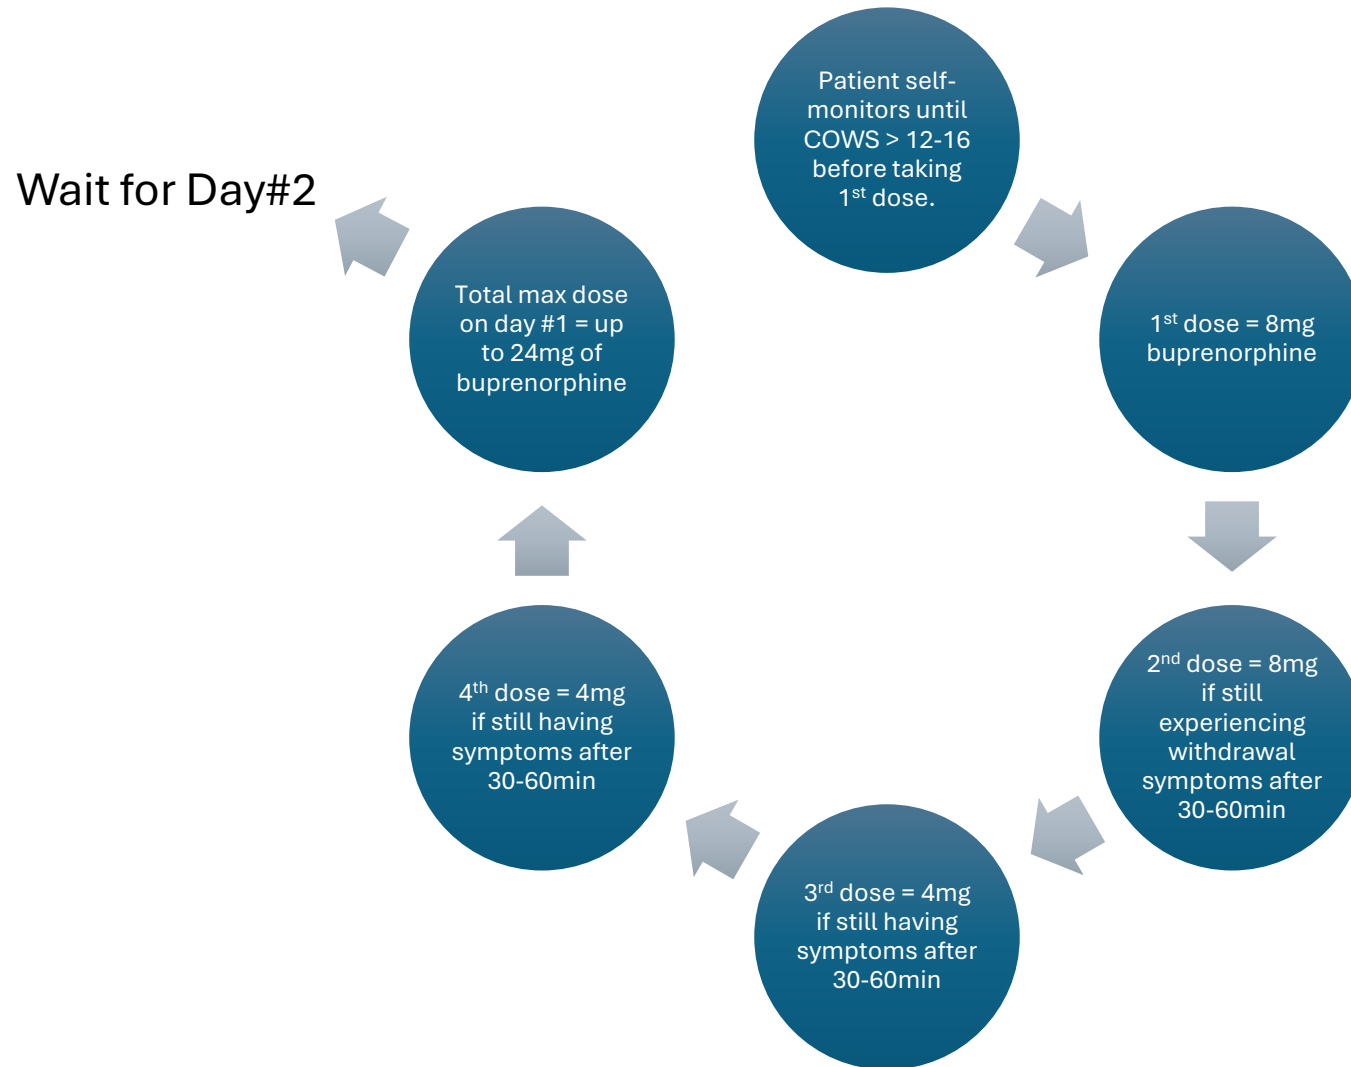 Patient self-
monitors until
COWS > 12-16
before taking
1st dose.
1st dose = 8mg
buprenorphine
2nd dose = 8mg
if still
experiencing
withdrawal
symptoms after
30-60min
3rd dose = 4mg
if still having
symptoms after
30-60min
4th dose = 4mg
if still having
symptoms after
30-60min
Total max dose
on day #1 = up
to 24mg of
buprenorphine
Wait for Day#2